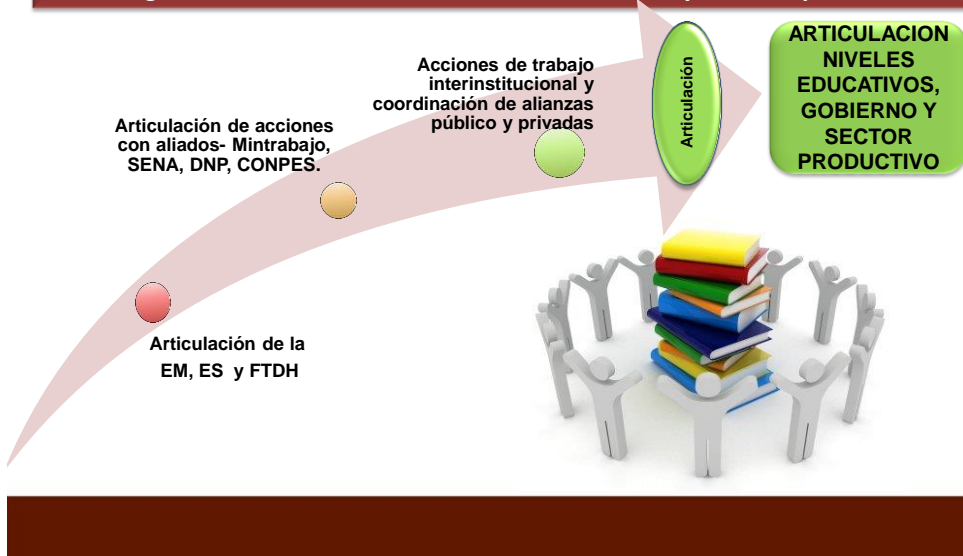 Acciones de trabajo
interinstitucional y
coordinación de alianzas
público y privadas
Articulación
ARTICULACION
NIVELES
EDUCATIVOS,
GOBIERNO Y
SECTOR
PRODUCTIVO
Articulación de acciones
con aliados- Mintrabajo,
SENA, DNP, CONPES.
Articulación de la
EM, ES y FTDH